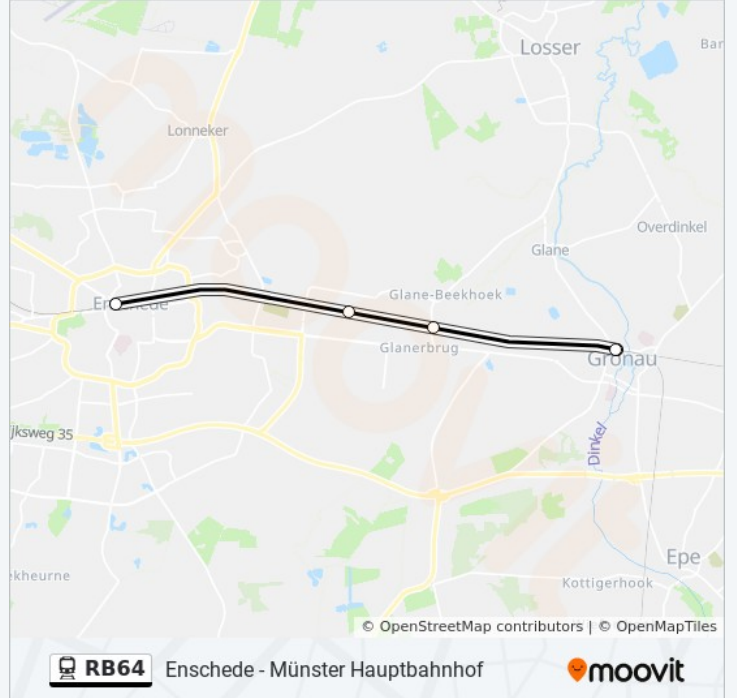 Losser
Bar
Lonneker
Overdinkel
Glane
Glane-Beekhoek
Enschede
Glanerbrug
Gronau
jksweg 35
Dinkel
Epe
ekheurne
Kottigerhook
© OpenStreetMap contributors | © OpenMapTiles
RB64 Enschede - Münster Hauptbahnhof moovit